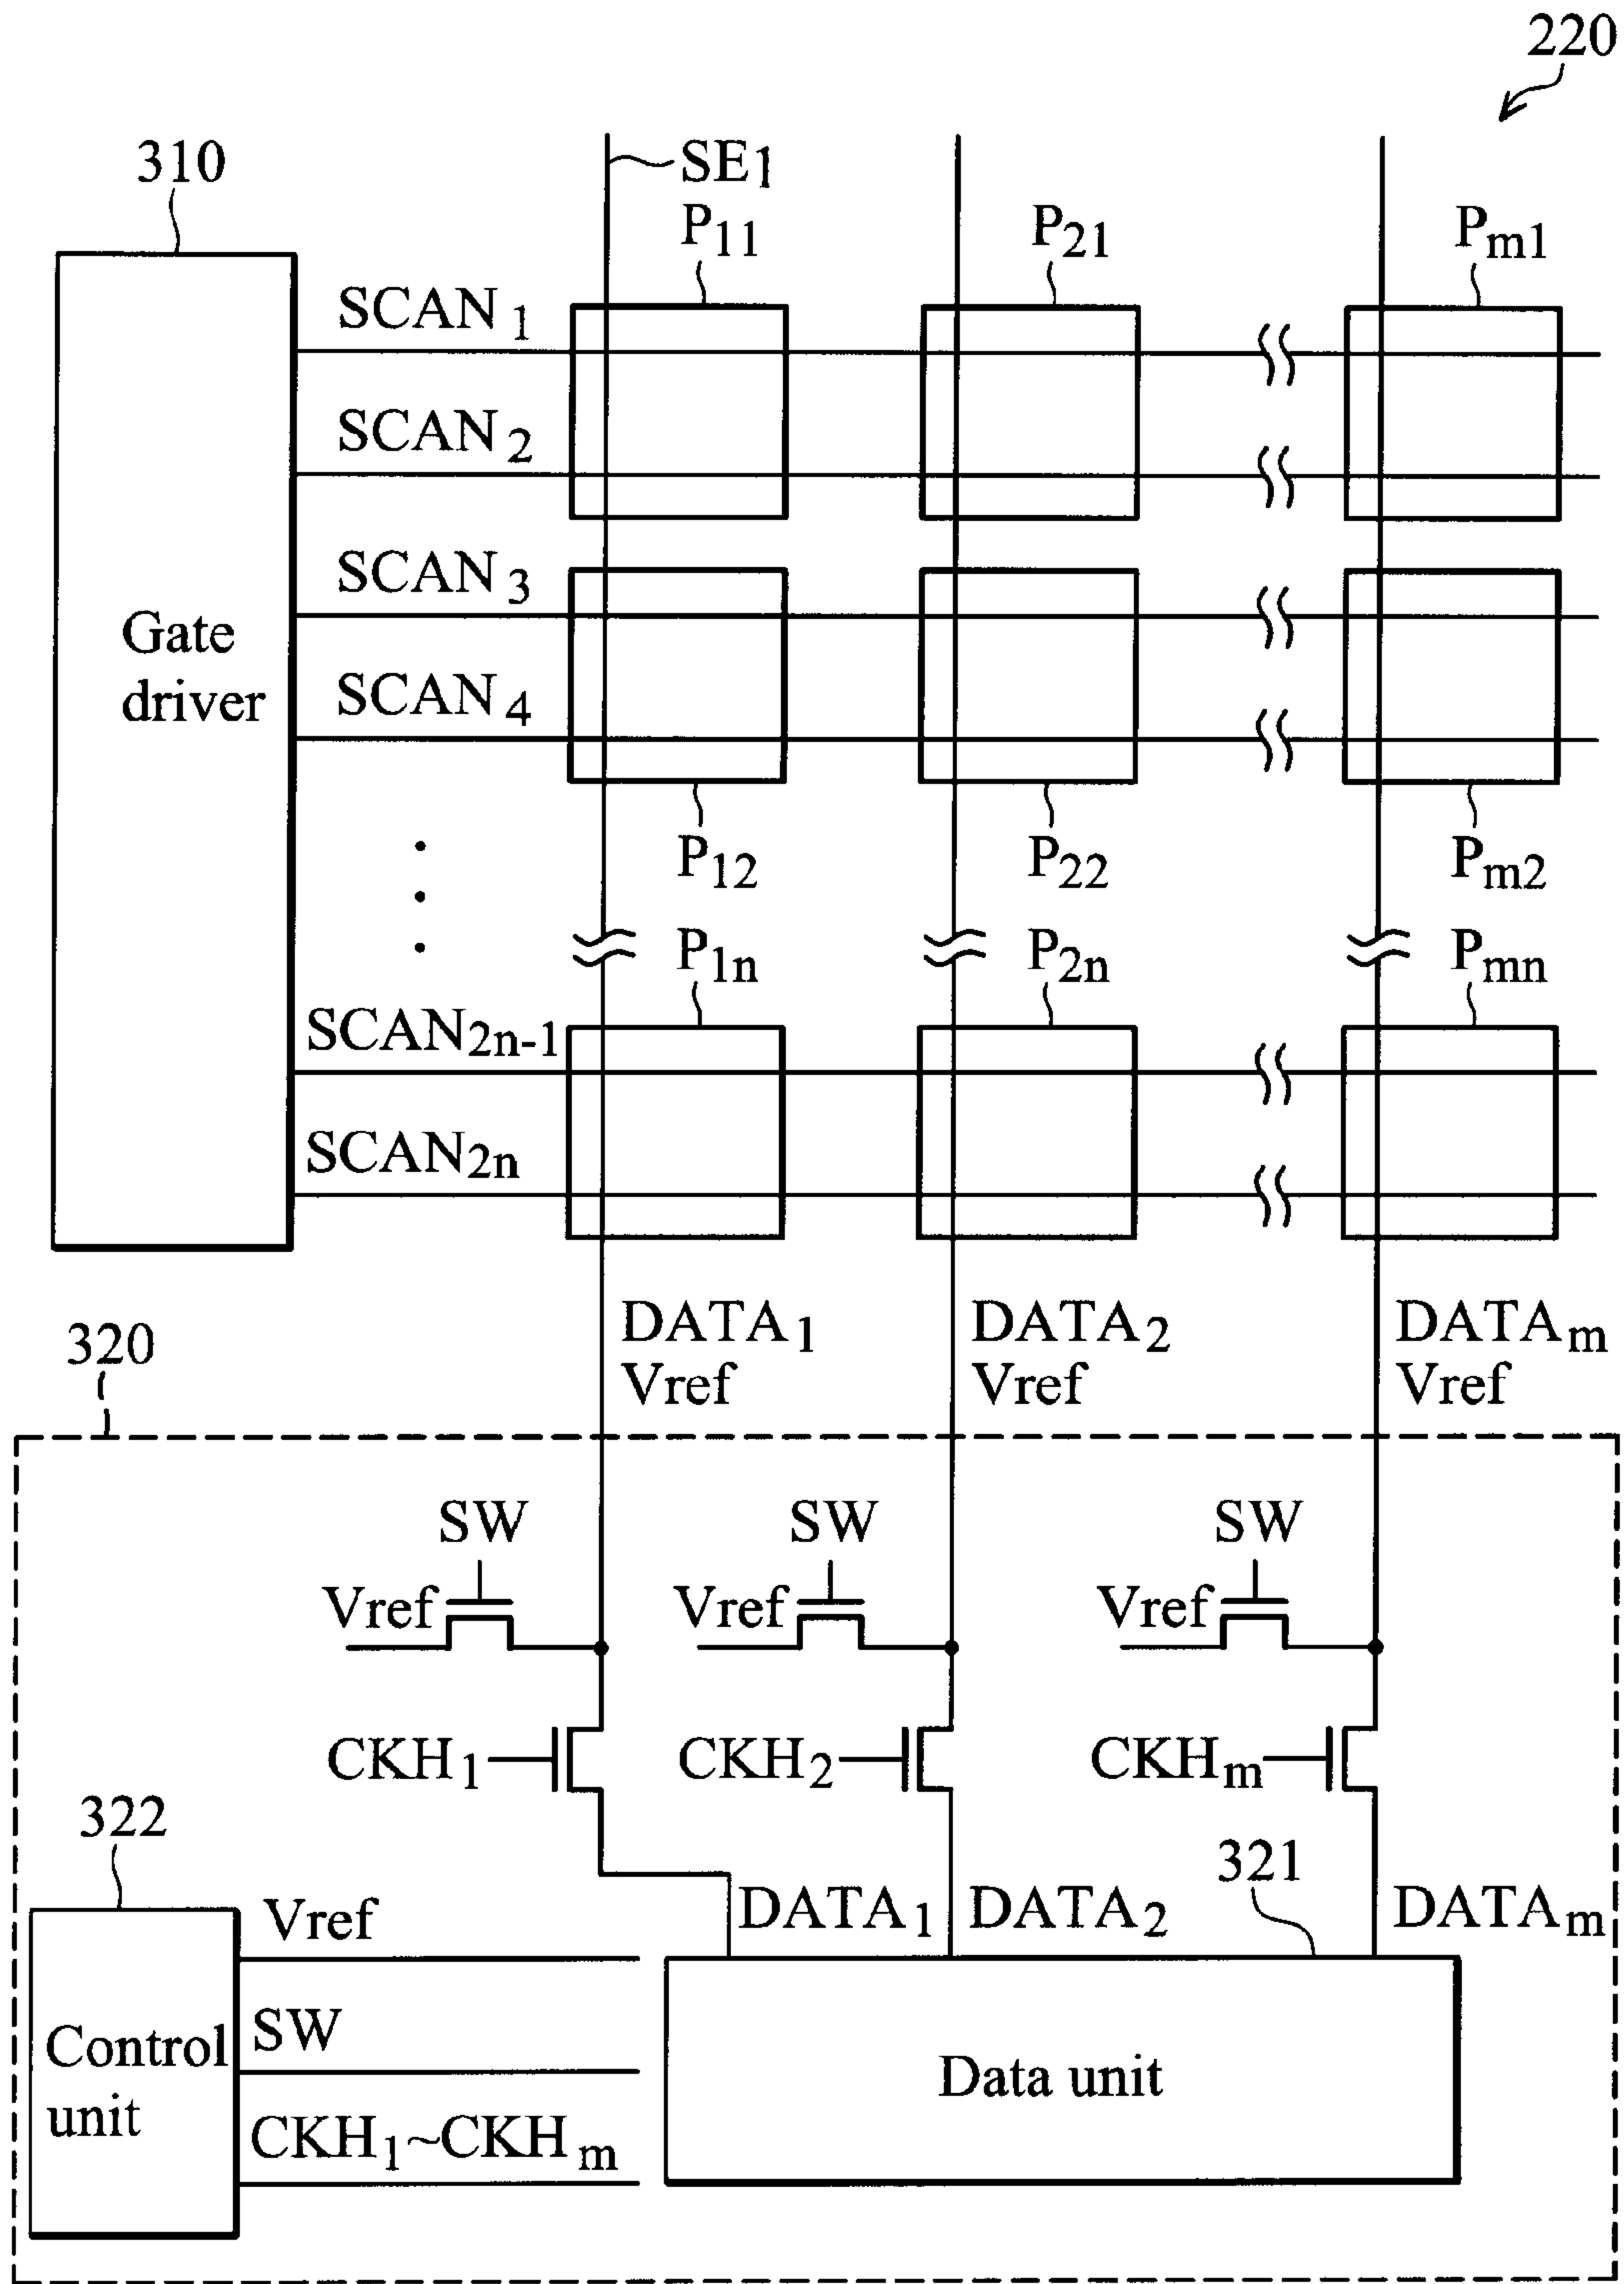 220
310
SE1
P11
P21
Pm1
SCAN1
SCAN2
SCAN3
Gate
driver
SCAN4
P12
P22
Pm2
P1n
P2n
Pmn
SCAN2n-1
SCAN2n
320
DATA1
Vref
DATA2
Vref
DATAm
Vref
SW
SW
SW
Vref
Vref
Vref
CKH1
CKH2
CKHm
322
321
Vref
DATA1
DATA2
DATAm
Control
unit
SW
CKH1~CKHm
Data unit